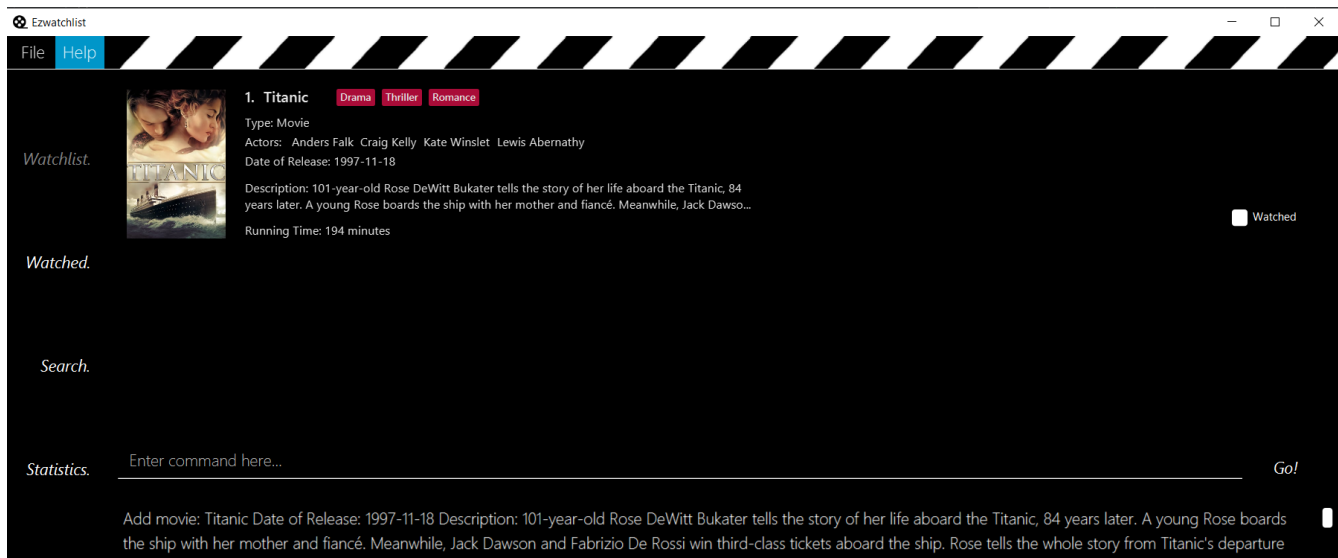 Ezwatchlist
File Help
Watchlist.
Watched.
Search.
Statistics.
TITANIC
1. Titanic Drama Thriller Romance
Type: Movie
Actors: Anders Falk Craig Kelly Kate Winslet Lewis Abernathy
Date of Release: 1997-11-18
Description: 101-year-old Rose DeWitt Bukater tells the story of her life aboard the Titanic, 84
years later. A young Rose boards the ship with her mother and fiancé. Meanwhile, Jack Dawso...
Running Time: 194 minutes
Watched
Enter command here...
Go!
Add movie: Titanic Date of Release: 1997-11-18 Description: 101-year-old Rose DeWitt Bukater tells the story of her life aboard the Titanic, 84 years later. A young Rose boards
the ship with her mother and fiancé. Meanwhile, Jack Dawson and Fabrizio De Rossi win third-class tickets aboard the ship. Rose tells the whole story from Titanic's departure